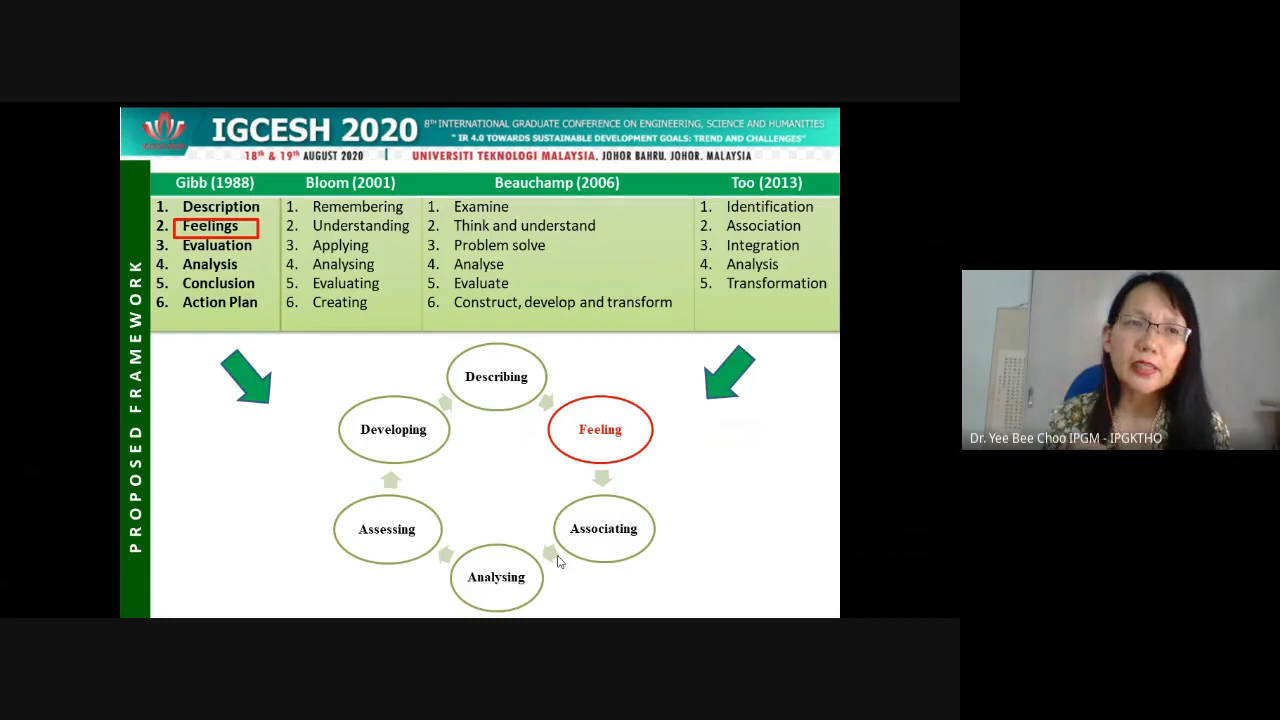 IGCESH 2020
8TH INTERNATIONAL GRADUATE CONFERENCE ON ENGINEERING, SCIENCE AND HUMANITIES
" IR 4.0 TOWARDS SUSTAINABLE DEVELOPMENT GOALS: TREND AND CHALLENGES"
18th & 19th AUGUST 2020 | UNIVERSITI TEKNOLOGI MALAYSIA, JOHOR BAHRU, JOHOR, MALAYSIA
PROPOSED FRAMEWORK
Gibb (1988)
1. Description
2. Feelings
3. Evaluation
4. Analysis
5. Conclusion
6. Action Plan
Bloom (2001)
1. Remembering
2. Understanding
3. Applying
4. Analysing
5. Evaluating
6. Creating
Beauchamp (2006)
1. Examine
2. Think and understand
3. Problem solve
4. Analyse
5. Evaluate
6. Construct, develop and transform
Too (2013)
1. Identification
2. Association
3. Integration
4. Analysis
5. Transformation
Describing
Feeling
Associating
Analysing
Assessing
Developing
Dr. Yee Bee Choo IPGM - IPGKTHO